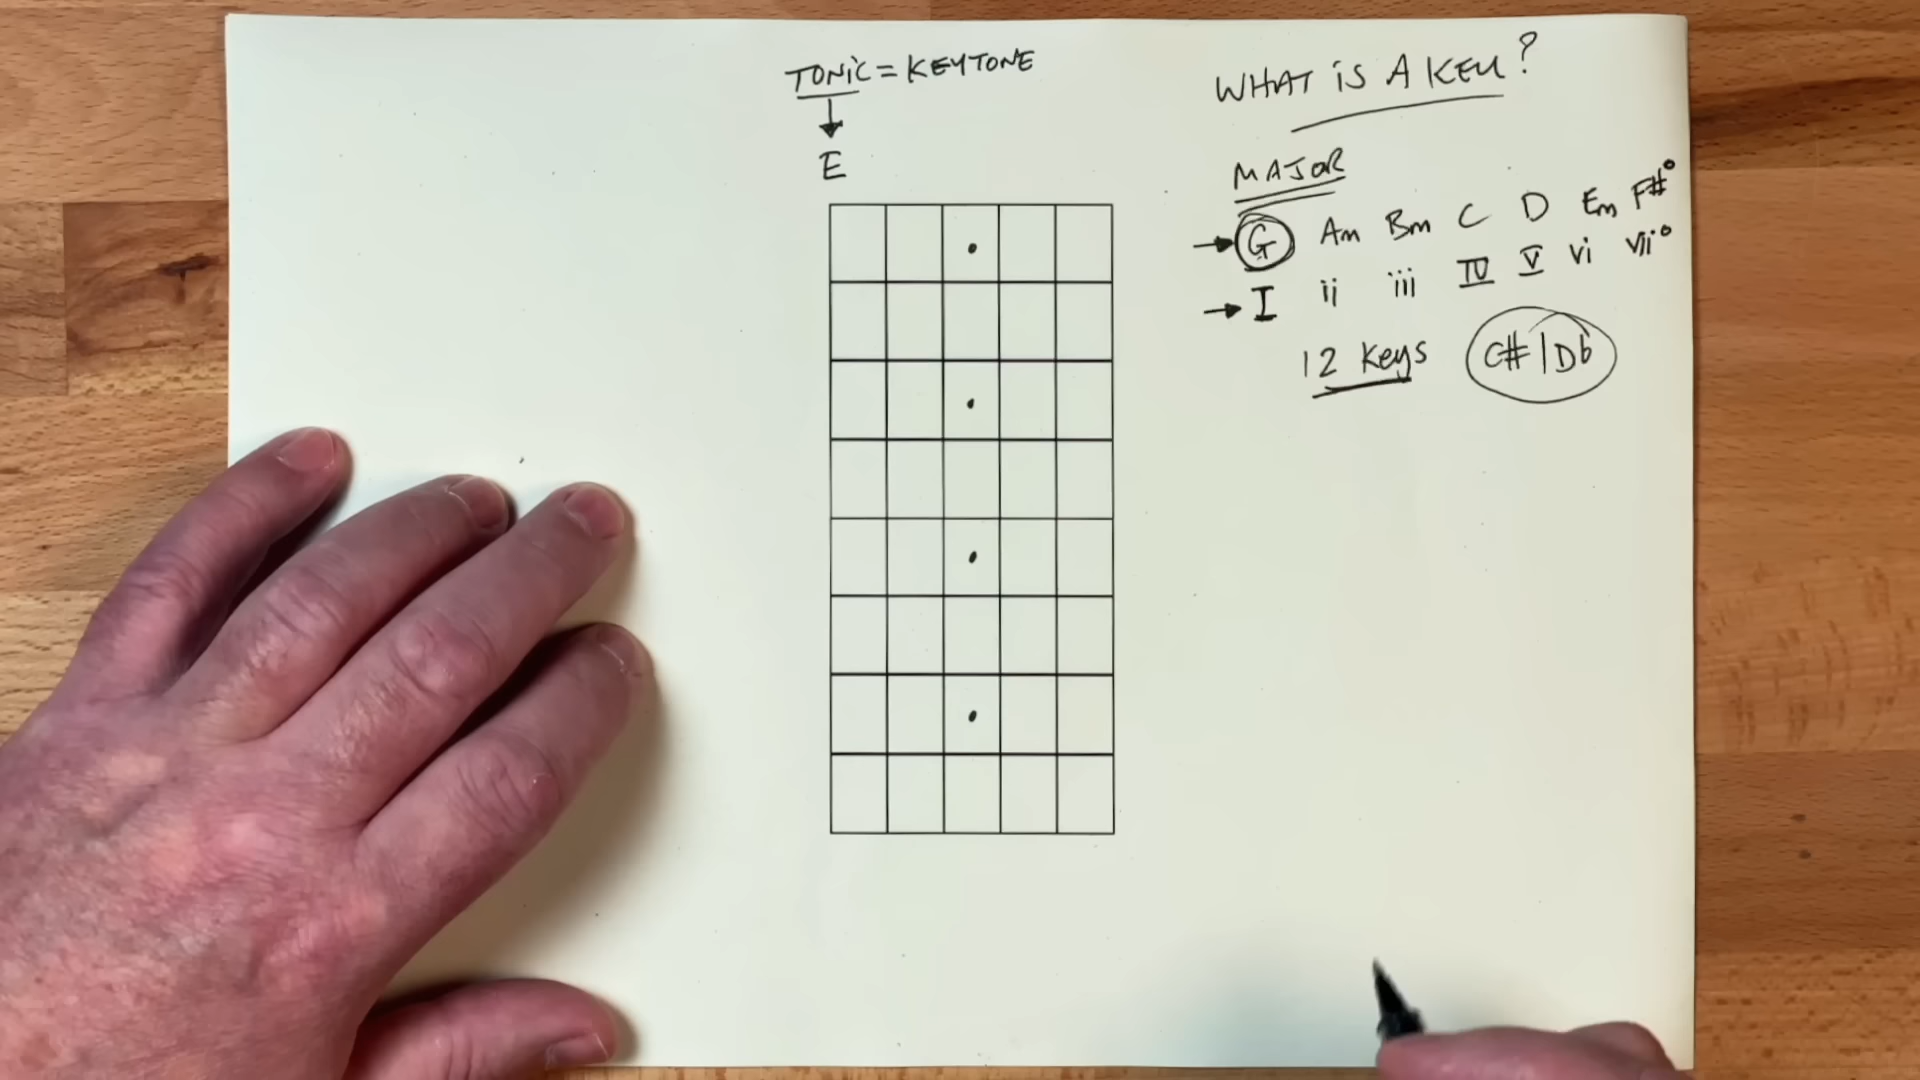 TONIC = KEYTONE
E
WHAT IS A KEY?
MAJOR
G Am Bm C D Em F#°
I ii iii IV V vi vii°
12 keys C#|Db